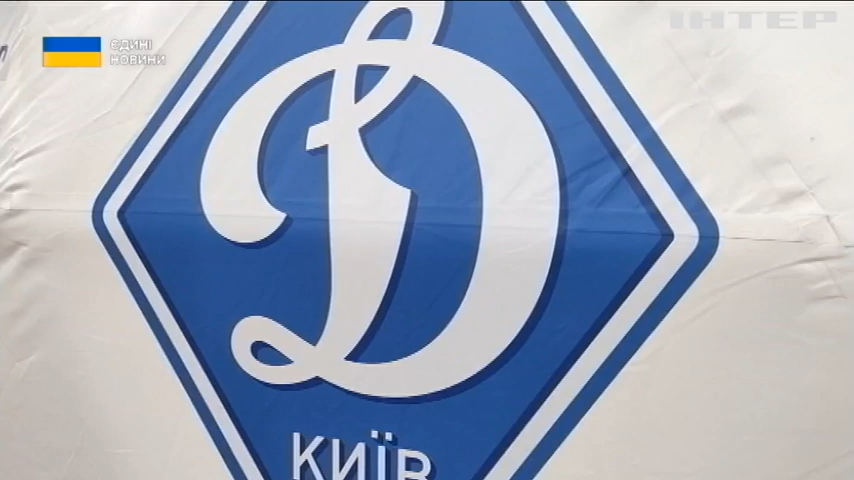 ІНТЕР
ЄДИНІ
НОВИНИ
Д
КИЇВ